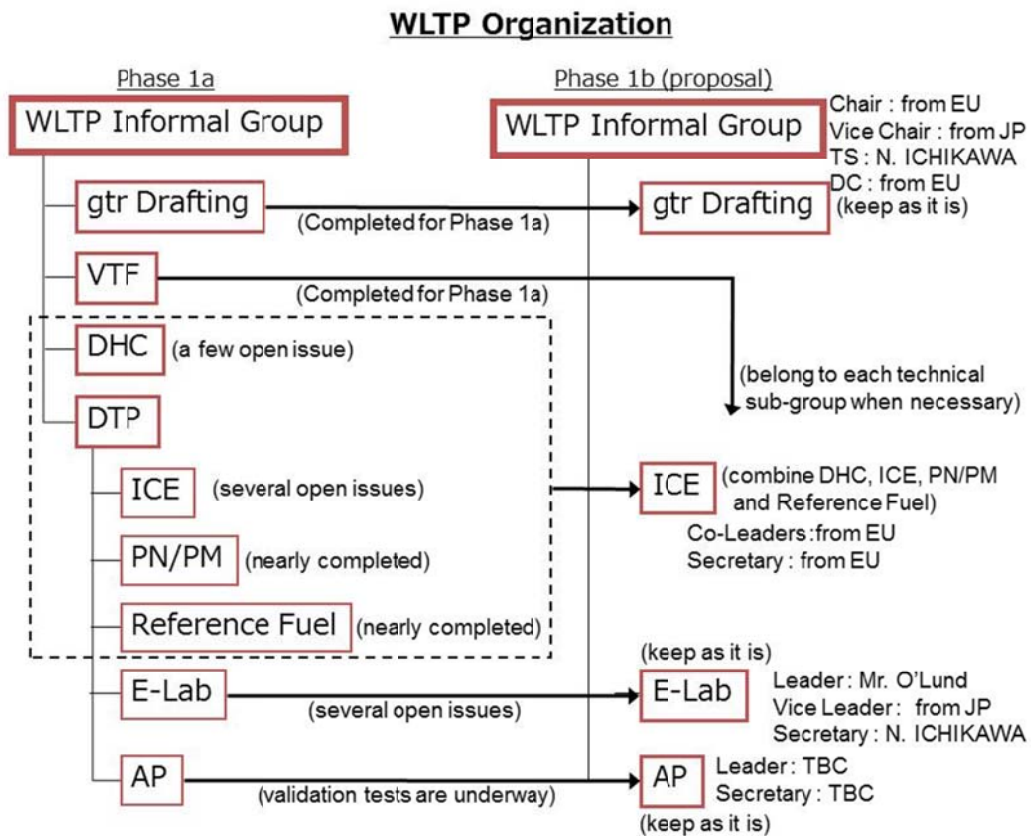 WLTP Organization
Phase 1a
WLTP Informal Group
gtr Drafting
(Completed for Phase 1a)
VTF
(Completed for Phase 1a)
DHC
(a few open issue)
DTP
ICE
(several open issues)
PN/PM
(nearly completed)
Reference Fuel
(nearly completed)
E-Lab
(several open issues)
AP
(validation tests are underway)
Phase 1b (proposal)
WLTP Informal Group
Chair : from EU
Vice Chair : from JP
TS : N. ICHIKAWA
DC : from EU
gtr Drafting
(keep as it is)
(belong to each technical
sub-group when necessary)
ICE
(combine DHC, ICE, PN/PM
and Reference Fuel)
Co-Leaders :from EU
Secretary : from EU
(keep as it is)
E-Lab
Leader : Mr. O'Lund
Vice Leader : from JP
Secretary : N. ICHIKAWA
AP
Leader : TBC
Secretary : TBC
(keep as it is)